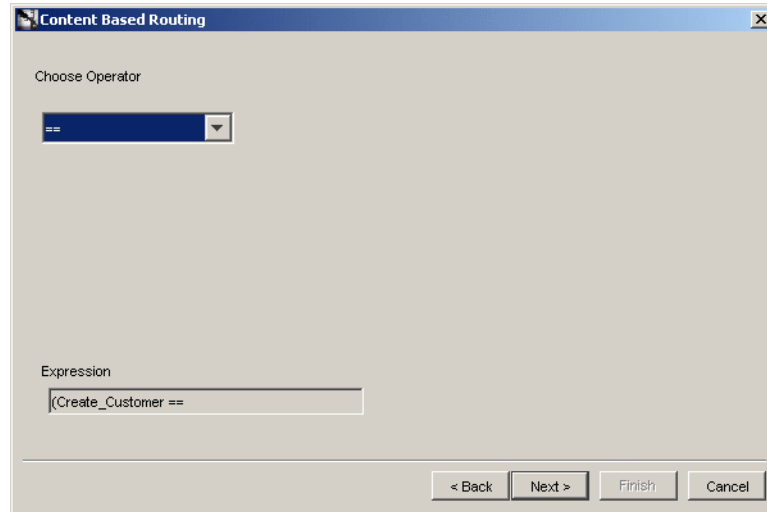 Content Based Routing
Choose Operator
==
Expression
(Create_Customer ==
< Back Next > Finish Cancel